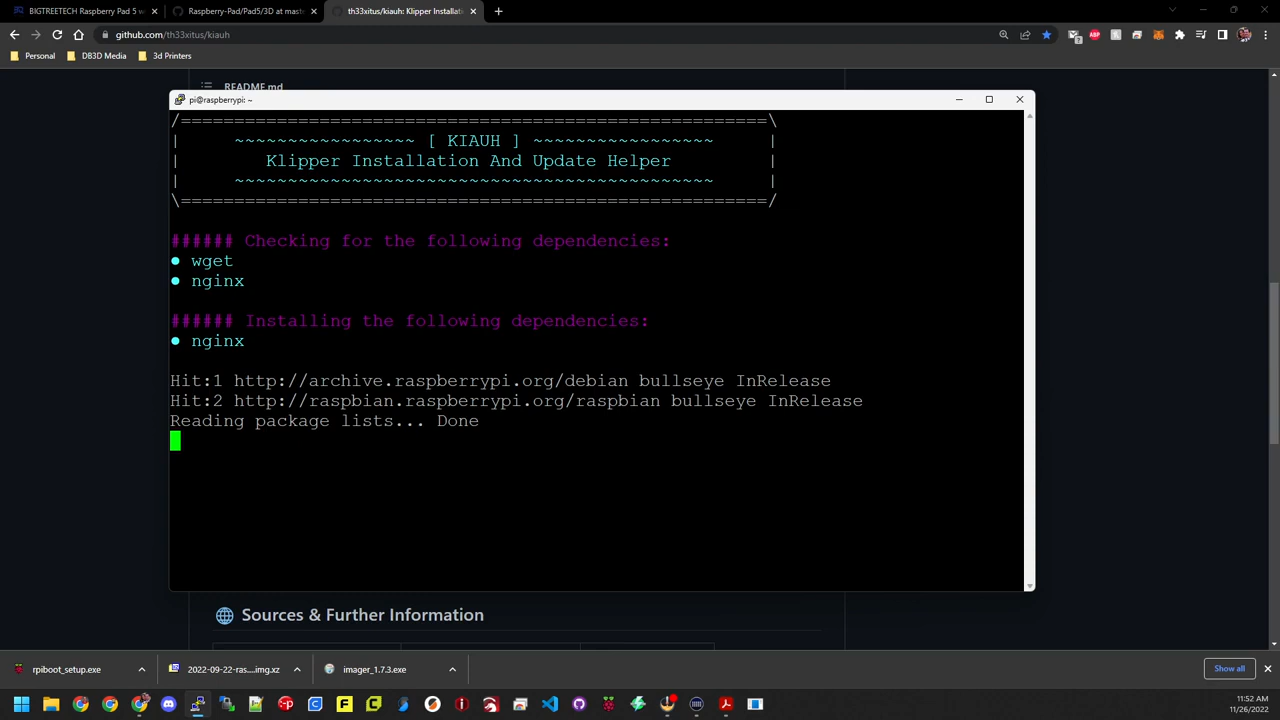 BIGTREETECH Raspberry Pad 5 w
Raspberry-Pad/Pad5/3D at maste
th33xitus/kiauh: Klipper Installat
github.com/th33xitus/kiauh
Personal
DB3D Media
3d Printers
README.md
pi@raspberrypi: ~
/=======================================================\
| ~~~~~~~~~~~~~~~~~ [ KIAUH ] ~~~~~~~~~~~~~~~~~ |
| Klipper Installation And Update Helper |
| ~~~~~~~~~~~~~~~~~~~~~~~~~~~~~~~~~~~~~~~~~~~~~ |
\=======================================================/
###### Checking for the following dependencies:
● wget
● nginx
###### Installing the following dependencies:
● nginx
Hit:1 http://archive.raspberrypi.org/debian bullseye InRelease
Hit:2 http://raspbian.raspberrypi.org/raspbian bullseye InRelease
Reading package lists... Done
Sources & Further Information
rpiboot_setup.exe
2022-09-22-ras....img.xz
imager_1.7.3.exe
Show all
11:52 AM
11/26/2022